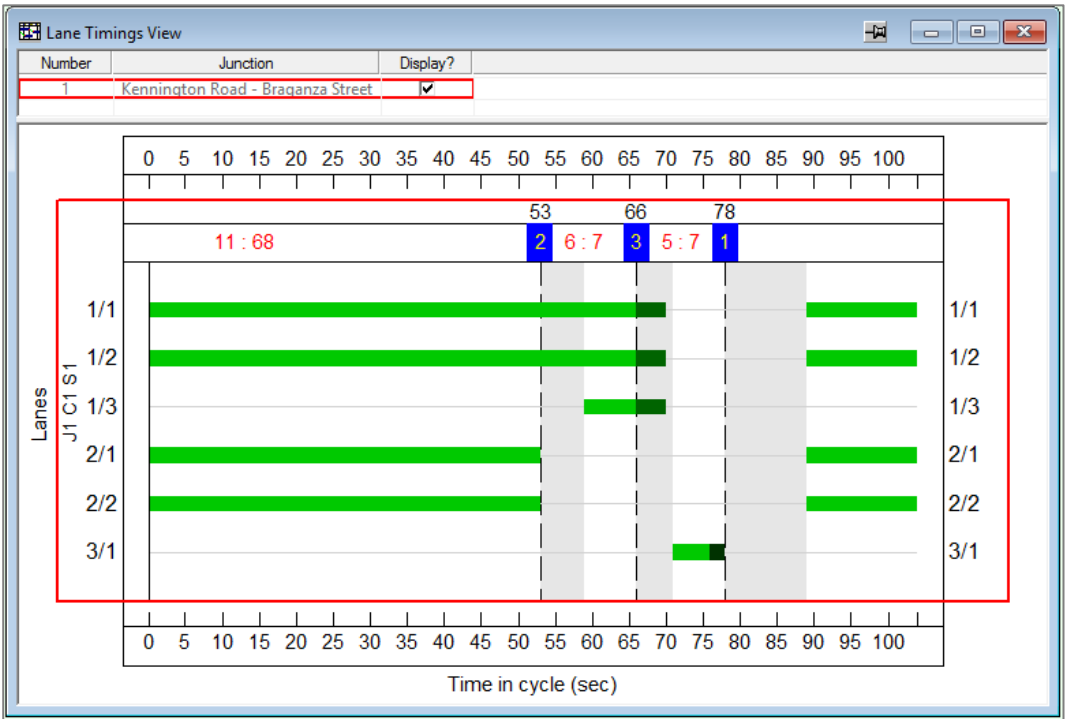 Lane Timings View
Number Junction Display?
1 Kennington Road - Braganza Street
0 5 10 15 20 25 30 35 40 45 50 55 60 65 70 75 80 85 90 95 100
53 66 78
11 : 68 2 6 : 7 3 5 : 7 1
1/1 1/1
1/2 1/2
1/3 1/3
2/1 2/1
2/2 2/2
3/1 3/1
Lanes
J1 C1 S1
0 5 10 15 20 25 30 35 40 45 50 55 60 65 70 75 80 85 90 95 100
Time in cycle (sec)